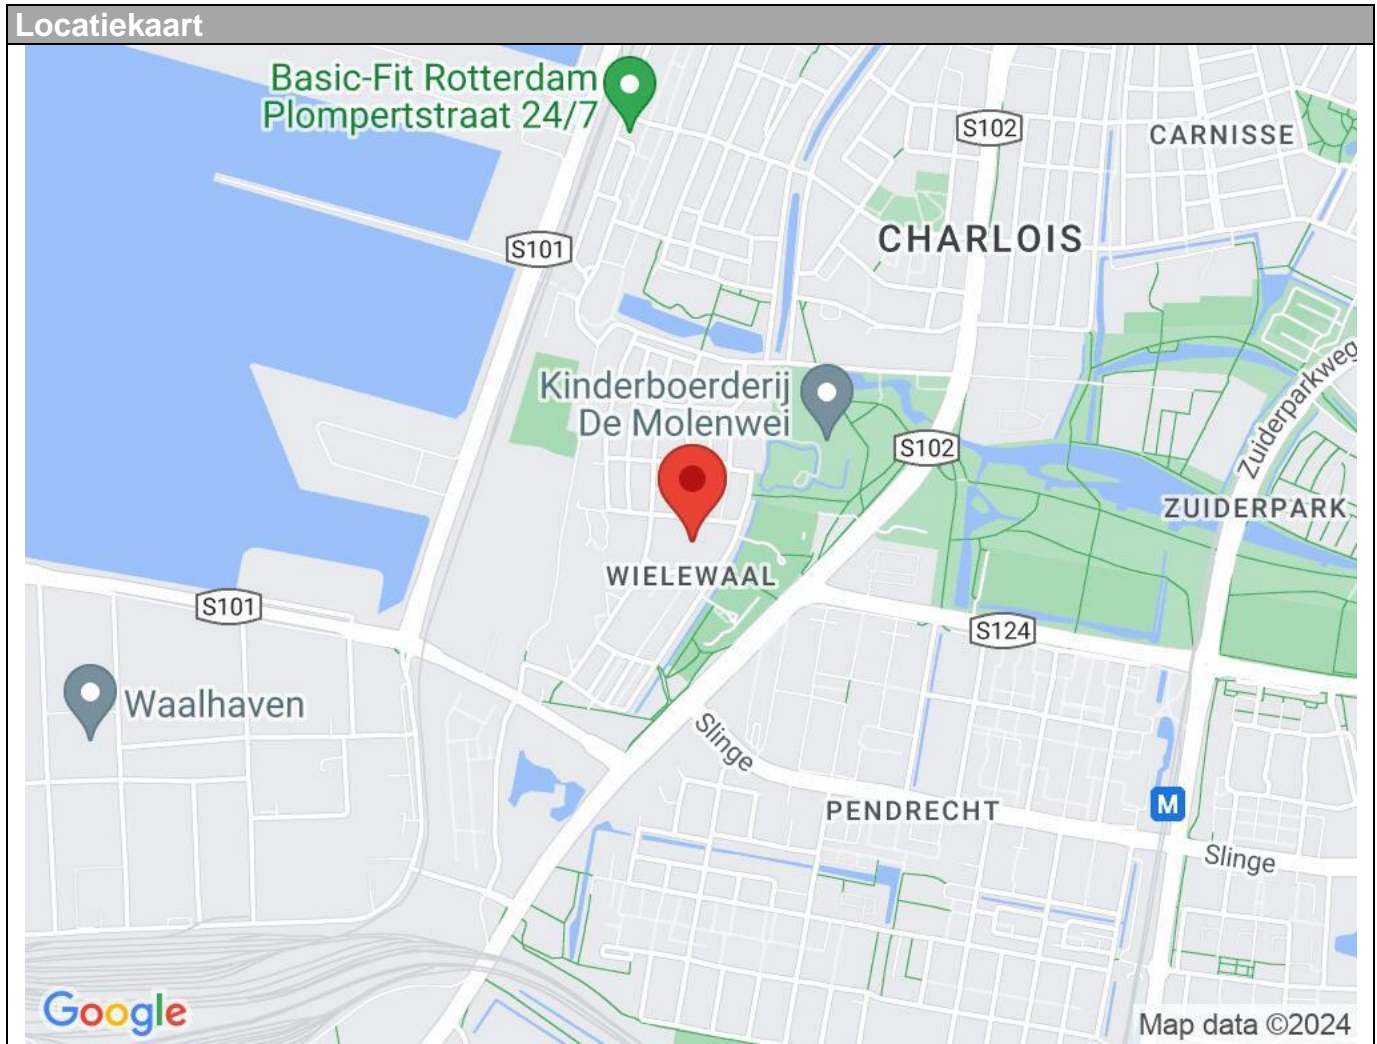 Locatiekaart
Basic-Fit Rotterdam
Plompertstraat 24/7
S102
CARNISSE
S101
CHARLOIS
Kinderboerderij
De Molenwei
Zuiderparkweg
S102
ZUIDERPARK
WIELEWAAL
S101
S124
Waalhaven
Slinge
PENDRECHT
M
Slinge
Google
Map data ©2024